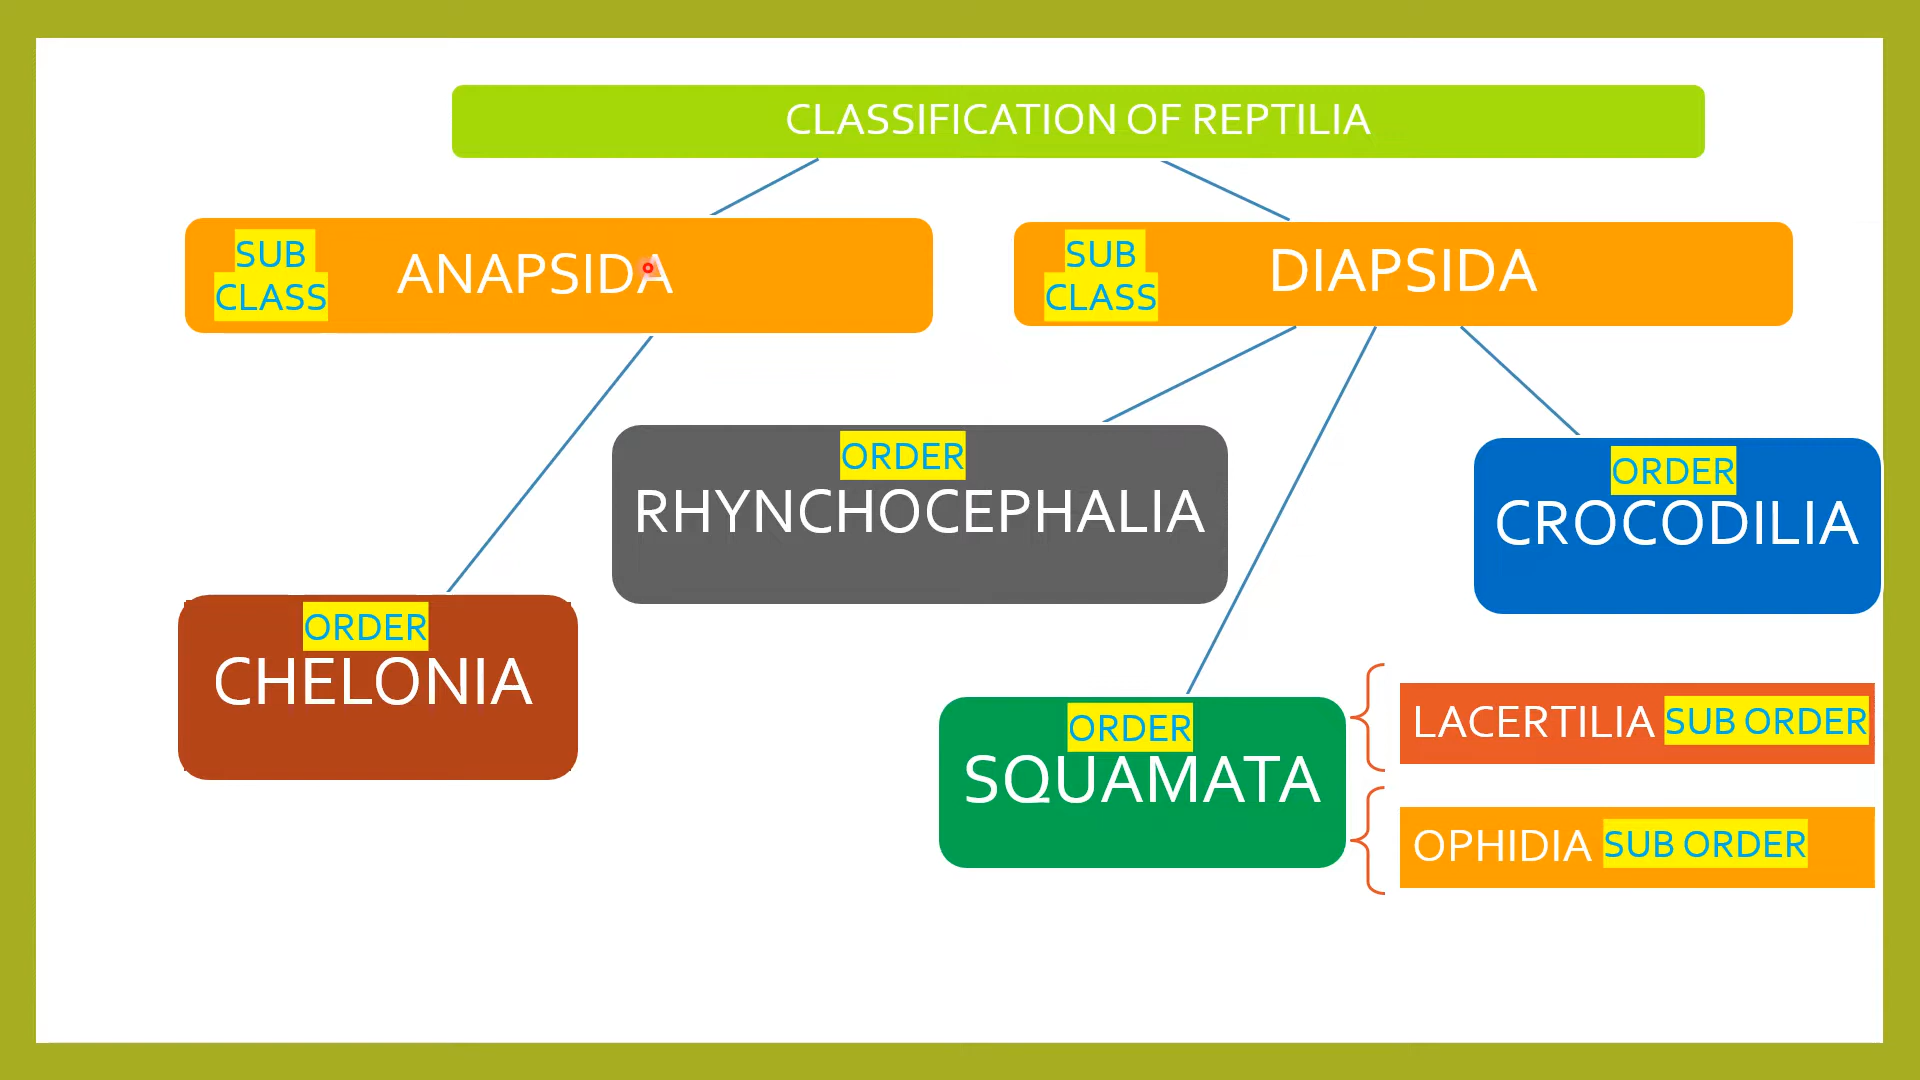 CLASSIFICATION OF REPTILIA
SUB
CLASS
ANAPSIDA
SUB
CLASS
DIAPSIDA
ORDER
RHYNCHOCEPHALIA
ORDER
CROCODILIA
ORDER
CHELONIA
ORDER
SQUAMATA
LACERTILIA SUB ORDER
OPHIDIA SUB ORDER